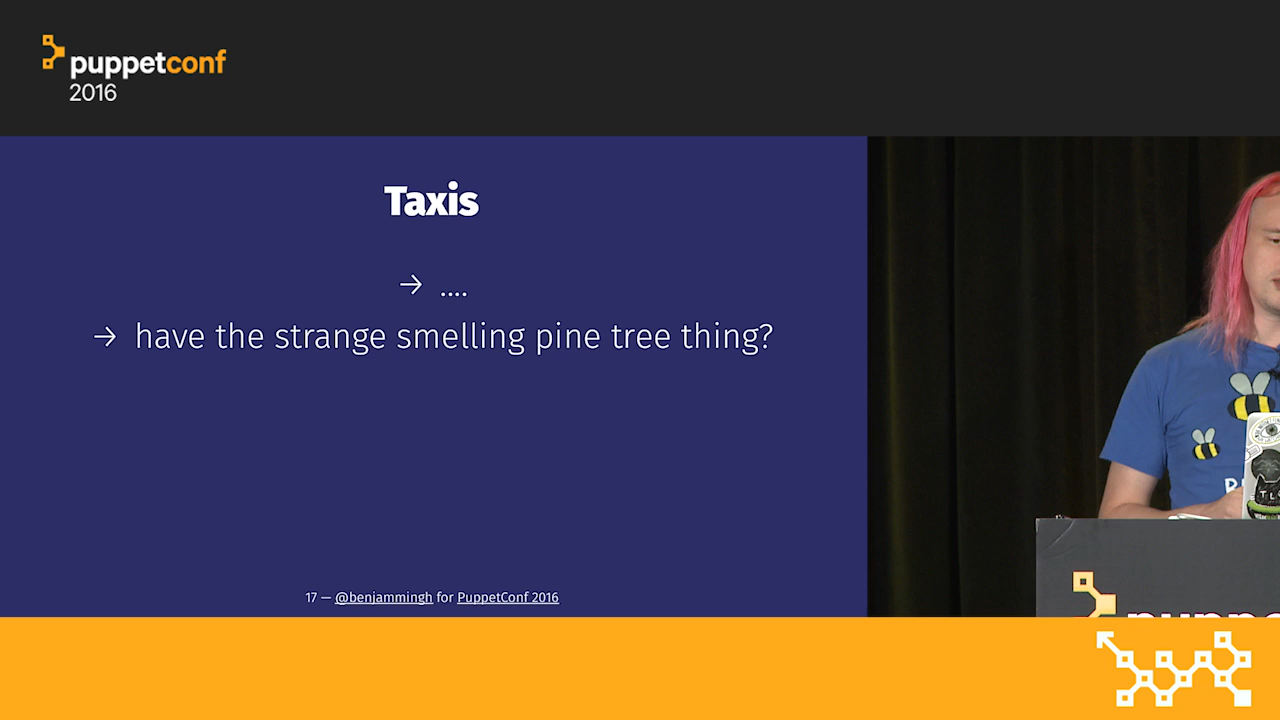 puppetconf
2016
Taxis
→ ....
→ have the strange smelling pine tree thing?
17 — @benjammingh for PuppetConf 2016